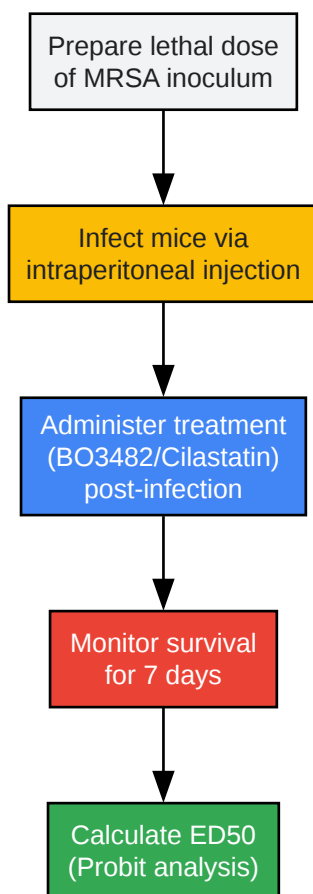 Prepare lethal dose
of MRSA inoculum
Infect mice via
intraperitoneal injection
Administer treatment
(BO3482/Cilastatin)
post-infection
Monitor survival
for 7 days
Calculate ED50
(Probit analysis)